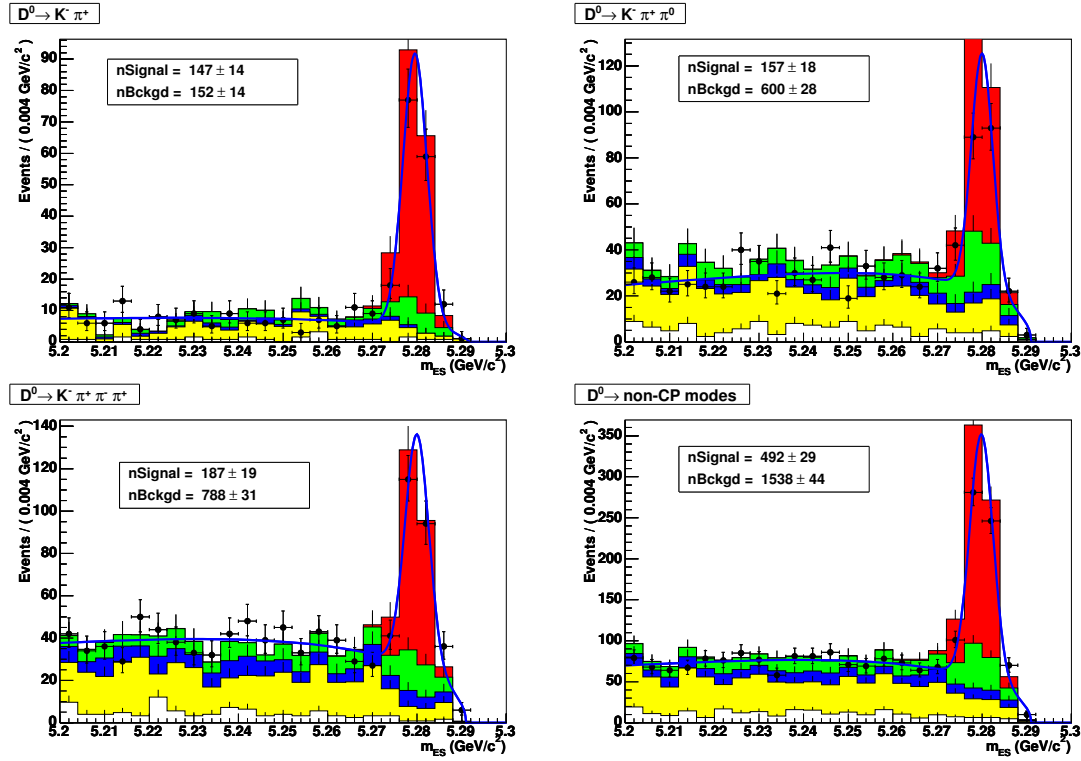 D⁰→ K⁻ π⁺
Events / ( 0.004 GeV/c² )
90
80
70
60
50
40
30
20
10
0
nSignal = 147 ± 14
nBckgd = 152 ± 14
5.2 5.21 5.22 5.23 5.24 5.25 5.26 5.27 5.28 5.29 5.3
m_ES (GeV/c²)
D⁰→ K⁻ π⁺ π⁰
Events / ( 0.004 GeV/c² )
120
100
80
60
40
20
0
nSignal = 157 ± 18
nBckgd = 600 ± 28
5.2 5.21 5.22 5.23 5.24 5.25 5.26 5.27 5.28 5.29 5.3
m_ES (GeV/c²)
D⁰→ K⁻ π⁺ π⁻ π⁺
Events / ( 0.004 GeV/c² )
140
120
100
80
60
40
20
0
nSignal = 187 ± 19
nBckgd = 788 ± 31
5.2 5.21 5.22 5.23 5.24 5.25 5.26 5.27 5.28 5.29 5.3
m_ES (GeV/c²)
D⁰→ non-CP modes
Events / ( 0.004 GeV/c² )
350
300
250
200
150
100
50
0
nSignal = 492 ± 29
nBckgd = 1538 ± 44
5.2 5.21 5.22 5.23 5.24 5.25 5.26 5.27 5.28 5.29 5.3
m_ES (GeV/c²)